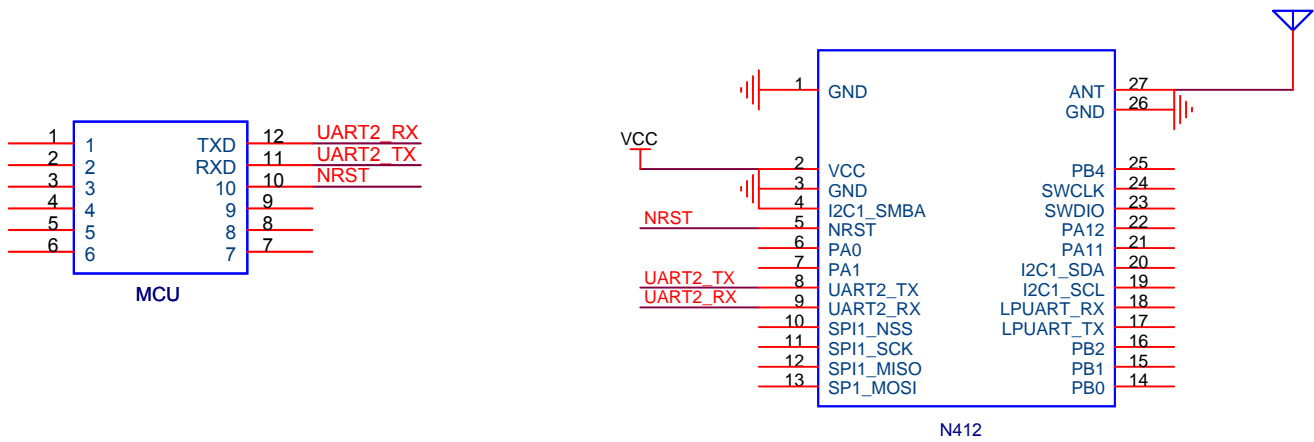 1 1 TXD 12 UART2_RX
2 2 RXD 11 UART2_TX
3 3 10 10 NRST
4 4 9 9
5 5 8 8
6 6 7 7
MCU
1 GND ANT 27
GND 26
VCC
2 VCC PB4 25
3 GND SWCLK 24
4 I2C1_SMBA SWDIO 23
NRST 5 NRST PA12 22
6 PA0 PA11 21
7 PA1 I2C1_SDA 20
UART2_TX 8 UART2_TX I2C1_SCL 19
UART2_RX 9 UART2_RX LPUART_RX 18
10 SPI1_NSS LPUART_TX 17
11 SPI1_SCK PB2 16
12 SPI1_MISO PB1 15
13 SP1_MOSI PB0 14
N412